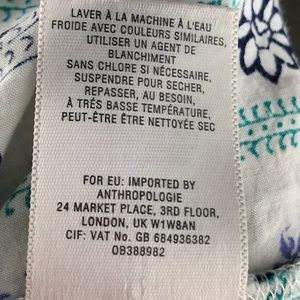 LAVER À LA MACHINE À L'EAU
FROIDE AVEC COULEURS SIMILAIRES,
UTILISER UN AGENT DE
BLANCHIMENT
SANS CHLORE SI NÉCESSAIRE,
SUSPENDRE POUR SECHER,
REPASSER, AU BESOIN,
À TRÉS BASSE TEMPÉRATURE,
PEUT-ÊTRE ÊTRE NETTOYÉE SEC
FOR EU: IMPORTED BY
ANTHROPOLOGIE
24 MARKET PLACE, 3RD FLOOR,
LONDON, UK W1W8AN
CIF: VAT No. GB 684936382
OB388982